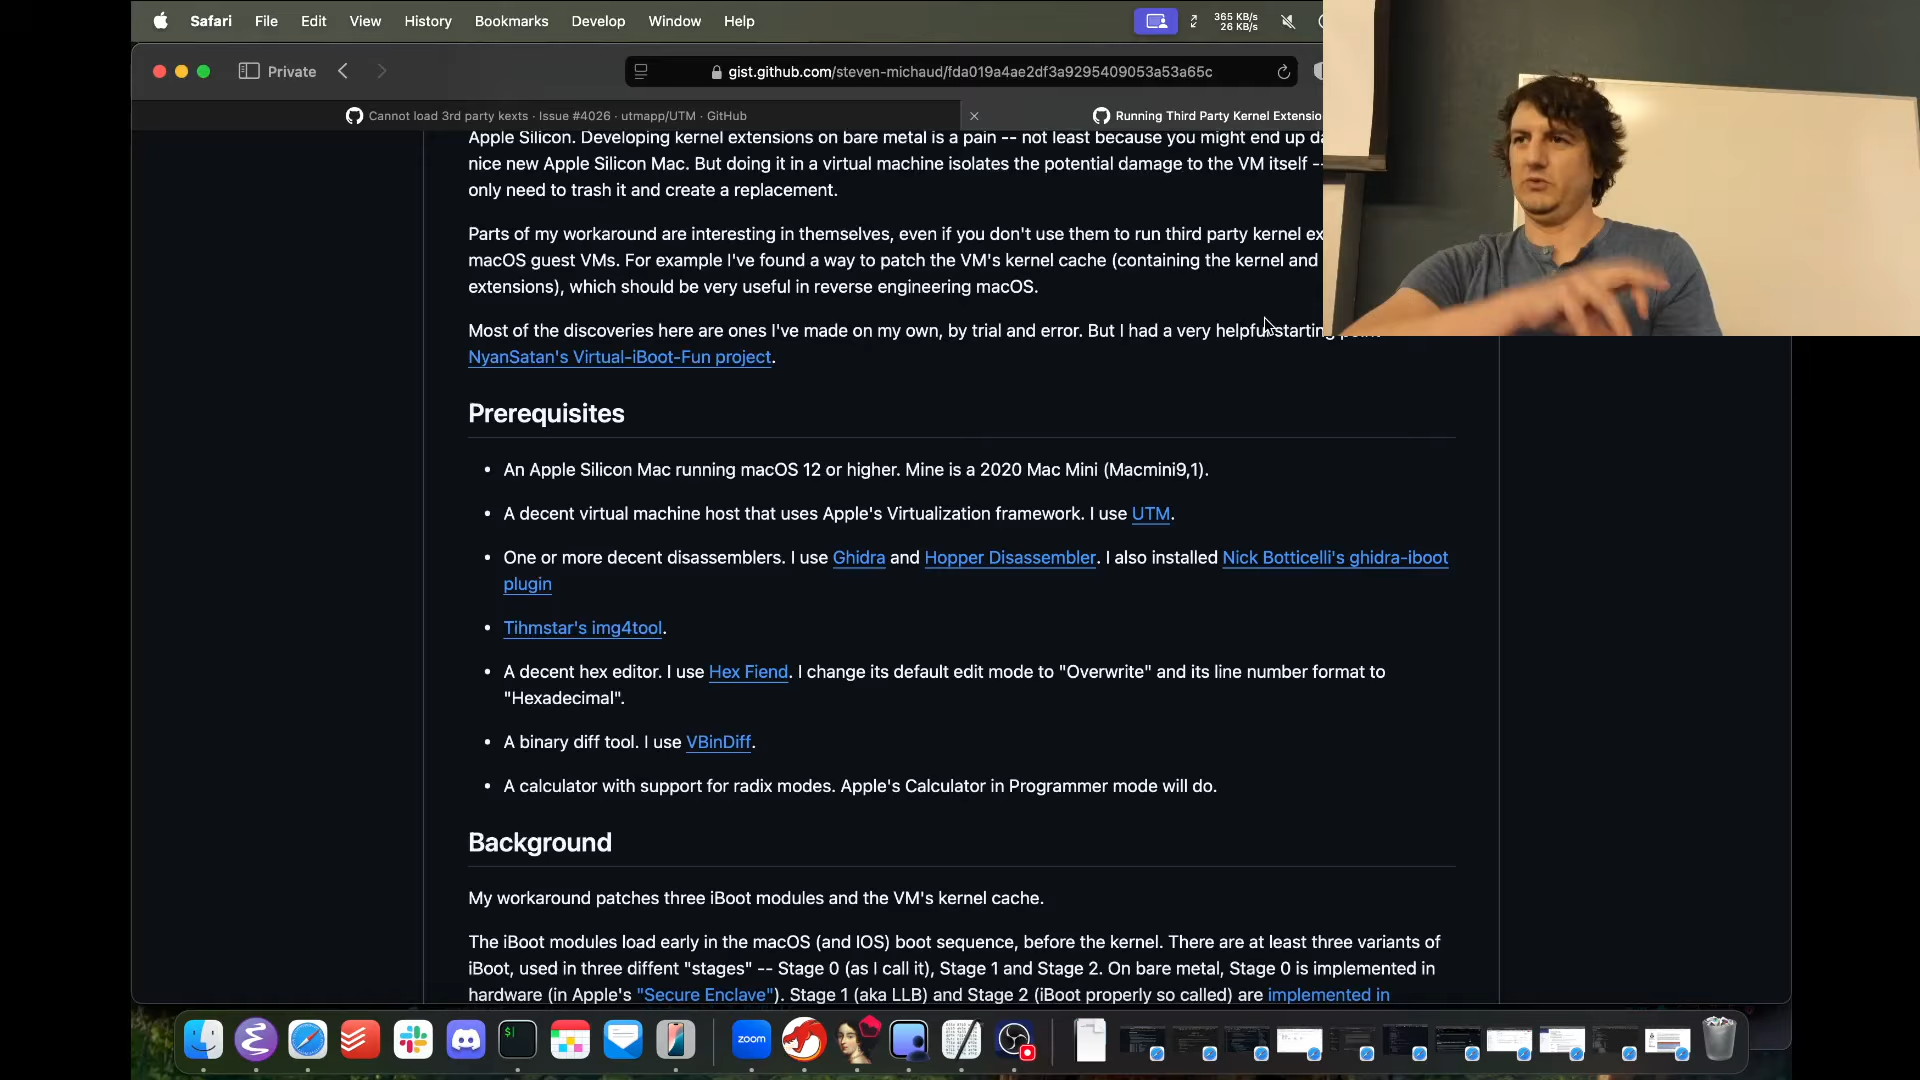 Safari File Edit View History Bookmarks Develop Window Help
365 KB/s
26 KB/s
Private
gist.github.com/steven-michaud/fda019a4ae2df3a9295409053a53a65c
Cannot load 3rd party kexts · Issue #4026 · utmapp/UTM · GitHub
Running Third Party Kernel Extensio
Apple Silicon. Developing kernel extensions on bare metal is a pain -- not least because you might end up da
nice new Apple Silicon Mac. But doing it in a virtual machine isolates the potential damage to the VM itself --
only need to trash it and create a replacement.
Parts of my workaround are interesting in themselves, even if you don't use them to run third party kernel ex
macOS guest VMs. For example I've found a way to patch the VM's kernel cache (containing the kernel and
extensions), which should be very useful in reverse engineering macOS.
Most of the discoveries here are ones I've made on my own, by trial and error. But I had a very helpful starting point
NyanSatan's Virtual-iBoot-Fun project.
Prerequisites
• An Apple Silicon Mac running macOS 12 or higher. Mine is a 2020 Mac Mini (Macmini9,1).
• A decent virtual machine host that uses Apple's Virtualization framework. I use UTM.
• One or more decent disassemblers. I use Ghidra and Hopper Disassembler. I also installed Nick Botticelli's ghidra-iboot
plugin
• Tihmstar's img4tool.
• A decent hex editor. I use Hex Fiend. I change its default edit mode to "Overwrite" and its line number format to
"Hexadecimal".
• A binary diff tool. I use VBinDiff.
• A calculator with support for radix modes. Apple's Calculator in Programmer mode will do.
Background
My workaround patches three iBoot modules and the VM's kernel cache.
The iBoot modules load early in the macOS (and IOS) boot sequence, before the kernel. There are at least three variants of
iBoot, used in three diffent "stages" -- Stage 0 (as I call it), Stage 1 and Stage 2. On bare metal, Stage 0 is implemented in
hardware (in Apple's "Secure Enclave"). Stage 1 (aka LLB) and Stage 2 (iBoot properly so called) are implemented in
$
zoom